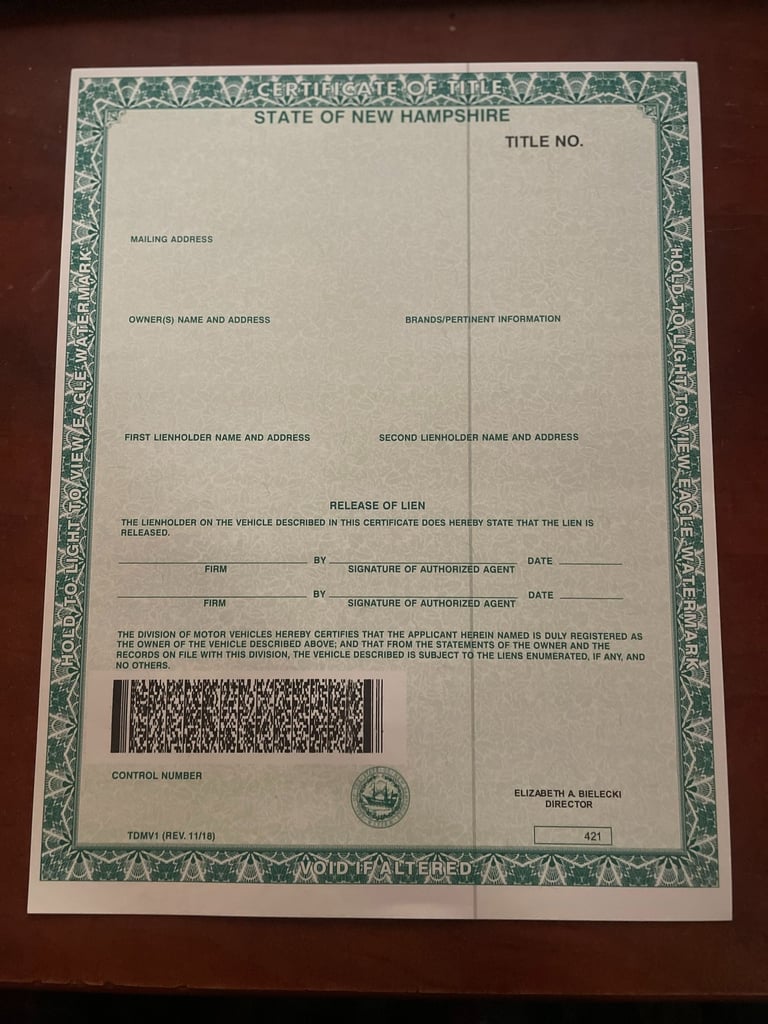 CERTIFICATE OF TITLE
STATE OF NEW HAMPSHIRE
TITLE NO.
MAILING ADDRESS
OWNER(S) NAME AND ADDRESS
BRANDS/PERTINENT INFORMATION
FIRST LIENHOLDER NAME AND ADDRESS
SECOND LIENHOLDER NAME AND ADDRESS
RELEASE OF LIEN
THE LIENHOLDER ON THE VEHICLE DESCRIBED IN THIS CERTIFICATE DOES HEREBY STATE THAT THE LIEN IS
RELEASED.
BY DATE
FIRM SIGNATURE OF AUTHORIZED AGENT
BY DATE
FIRM SIGNATURE OF AUTHORIZED AGENT
THE DIVISION OF MOTOR VEHICLES HEREBY CERTIFIES THAT THE APPLICANT HEREIN NAMED IS DULY REGISTERED AS
THE OWNER OF THE VEHICLE DESCRIBED ABOVE; AND THAT FROM THE STATEMENTS OF THE OWNER AND THE
RECORDS ON FILE WITH THIS DIVISION, THE VEHICLE DESCRIBED IS SUBJECT TO THE LIENS ENUMERATED, IF ANY, AND
NO OTHERS.
CONTROL NUMBER
ELIZABETH A. BIELECKI
DIRECTOR
TDMV1 (REV. 11/18)
421
VOID IF ALTERED
HOLD TO LIGHT TO VIEW EAGLE WATERMARK
HOLD TO LIGHT TO VIEW EAGLE WATERMARK